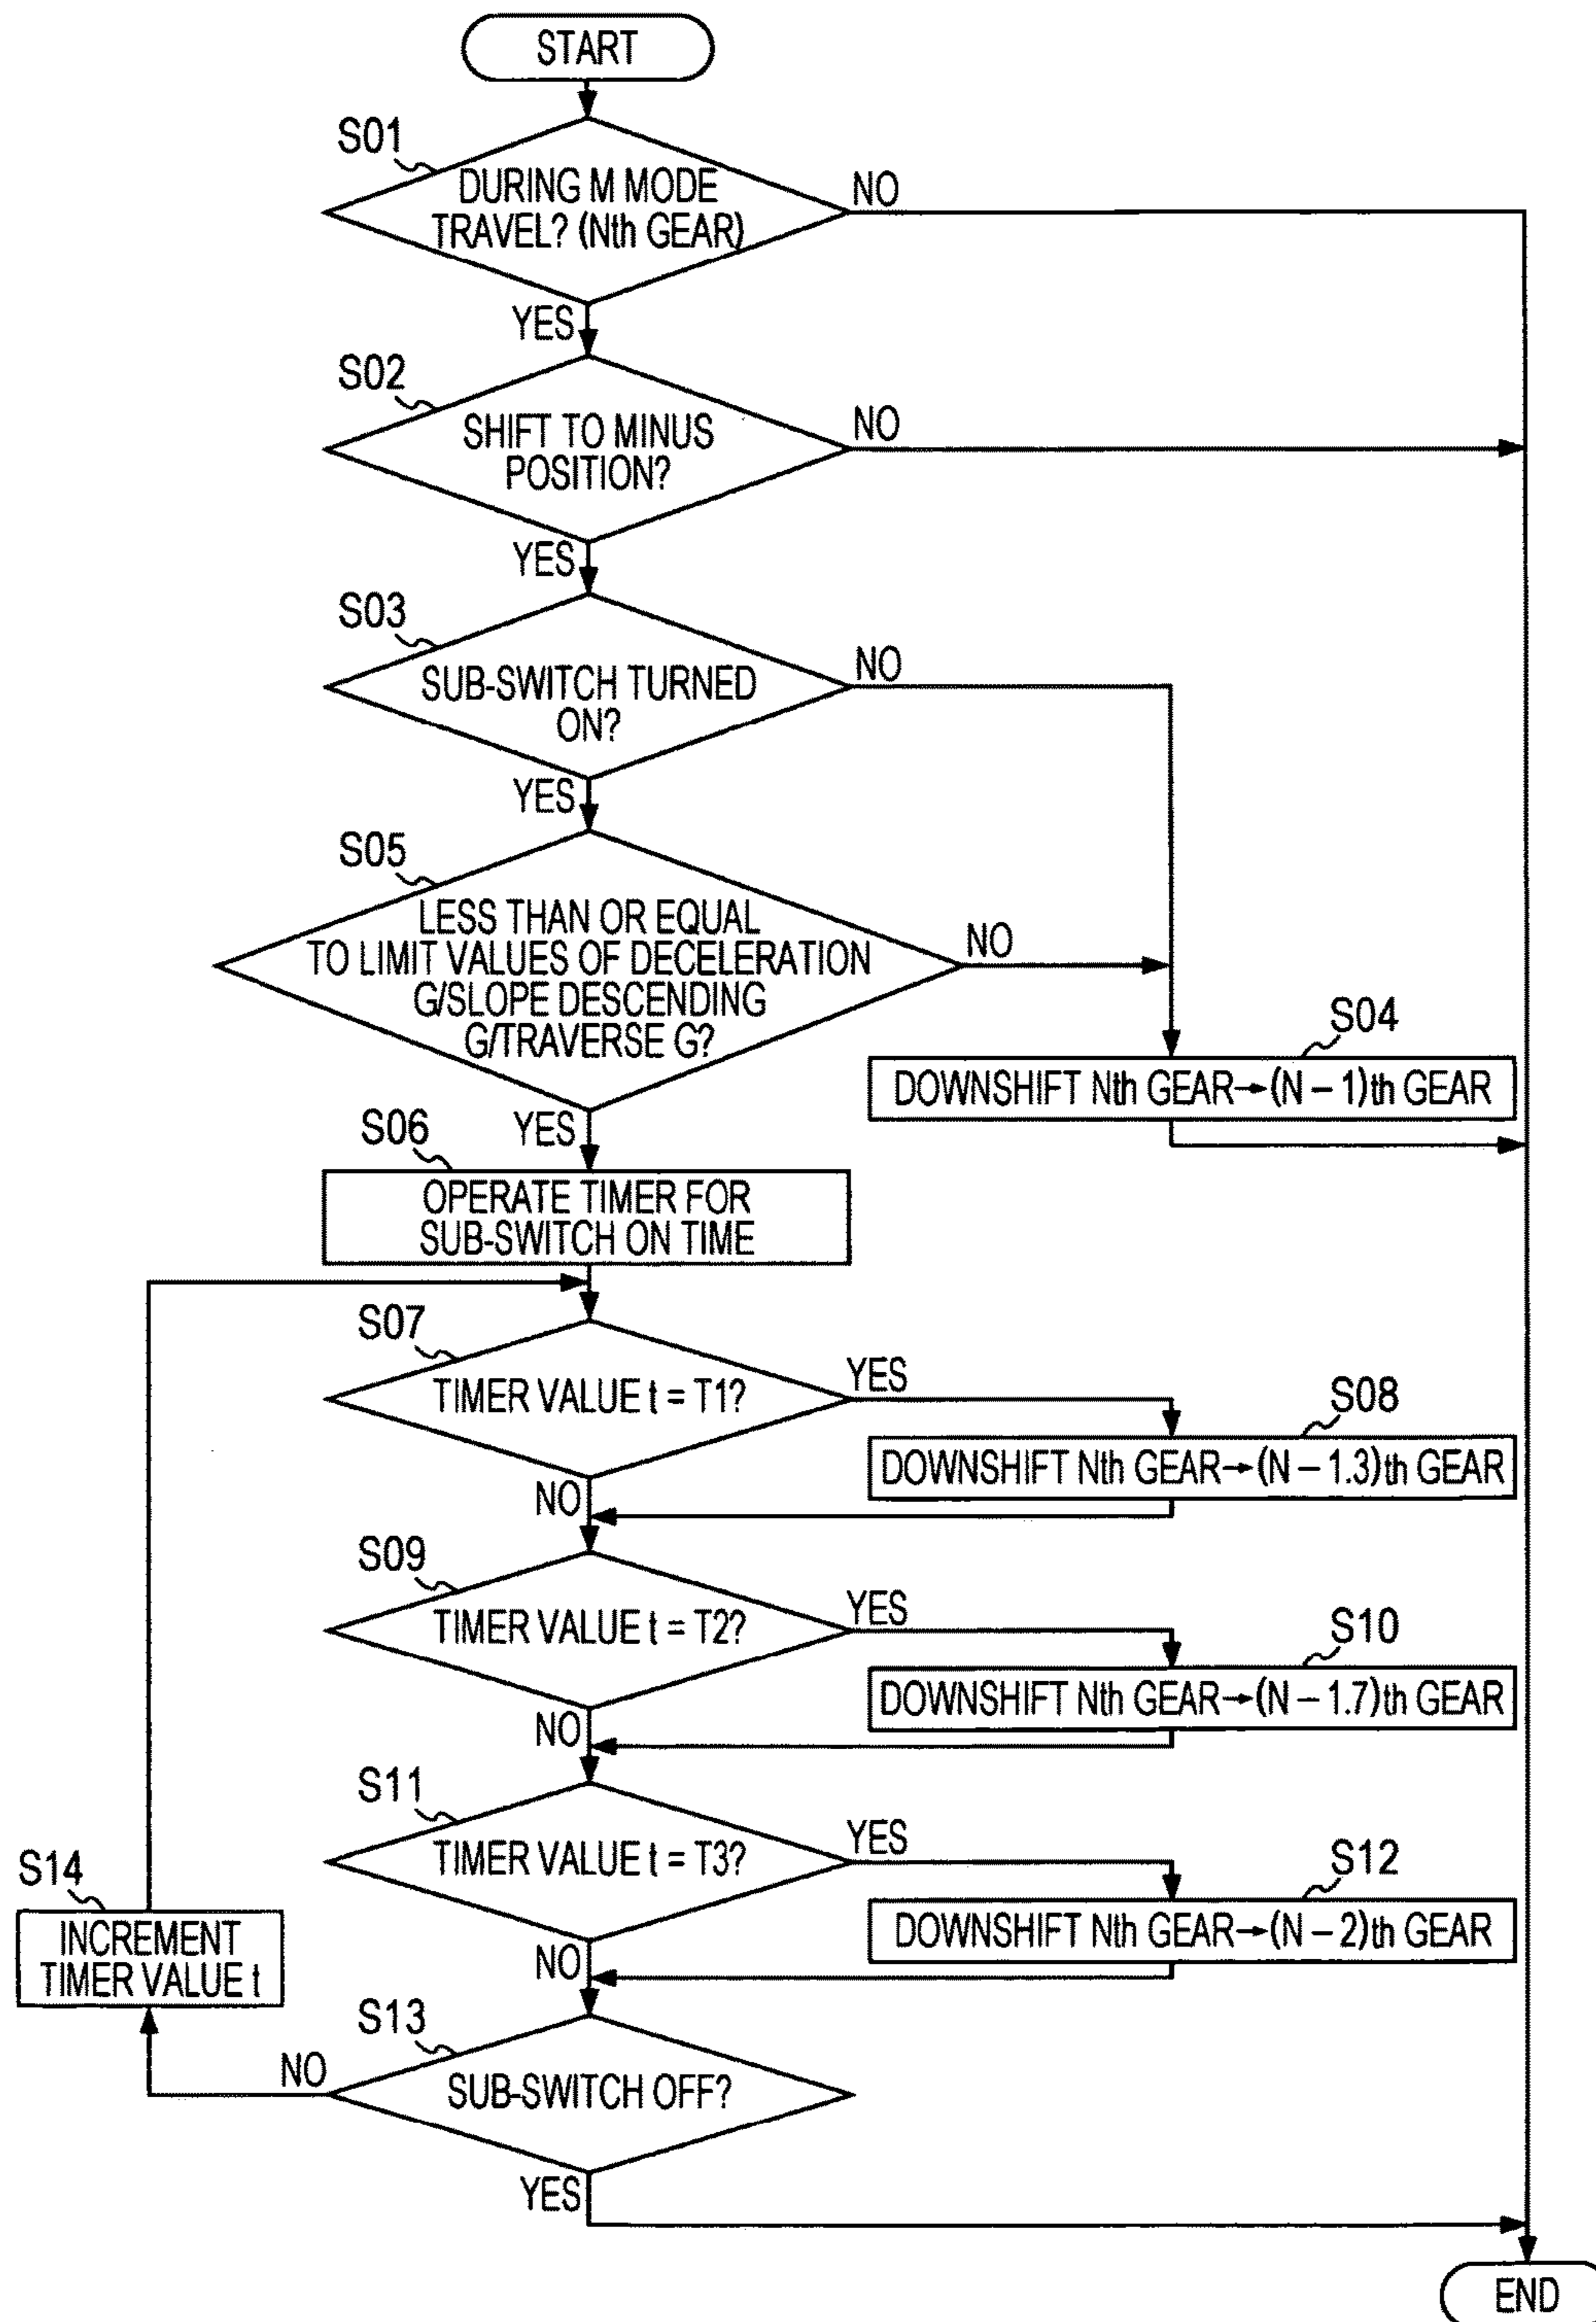 START
S01
DURING M MODE
TRAVEL? (Nth GEAR)
NO
YES
S02
SHIFT TO MINUS
POSITION?
NO
YES
S03
SUB-SWITCH TURNED
ON?
NO
YES
S05
LESS THAN OR EQUAL
TO LIMIT VALUES OF DECELERATION
G/SLOPE DESCENDING
G/TRAVERSE G?
NO
YES
S04
DOWNSHIFT Nth GEAR→(N – 1)th GEAR
S06
OPERATE TIMER FOR
SUB-SWITCH ON TIME
S07
TIMER VALUE t = T1?
YES
NO
S08
DOWNSHIFT Nth GEAR→(N – 1.3)th GEAR
S09
TIMER VALUE t = T2?
YES
NO
S10
DOWNSHIFT Nth GEAR→(N – 1.7)th GEAR
S11
TIMER VALUE t = T3?
YES
NO
S12
DOWNSHIFT Nth GEAR→(N – 2)th GEAR
S13
SUB-SWITCH OFF?
NO
YES
S14
INCREMENT
TIMER VALUE t
END